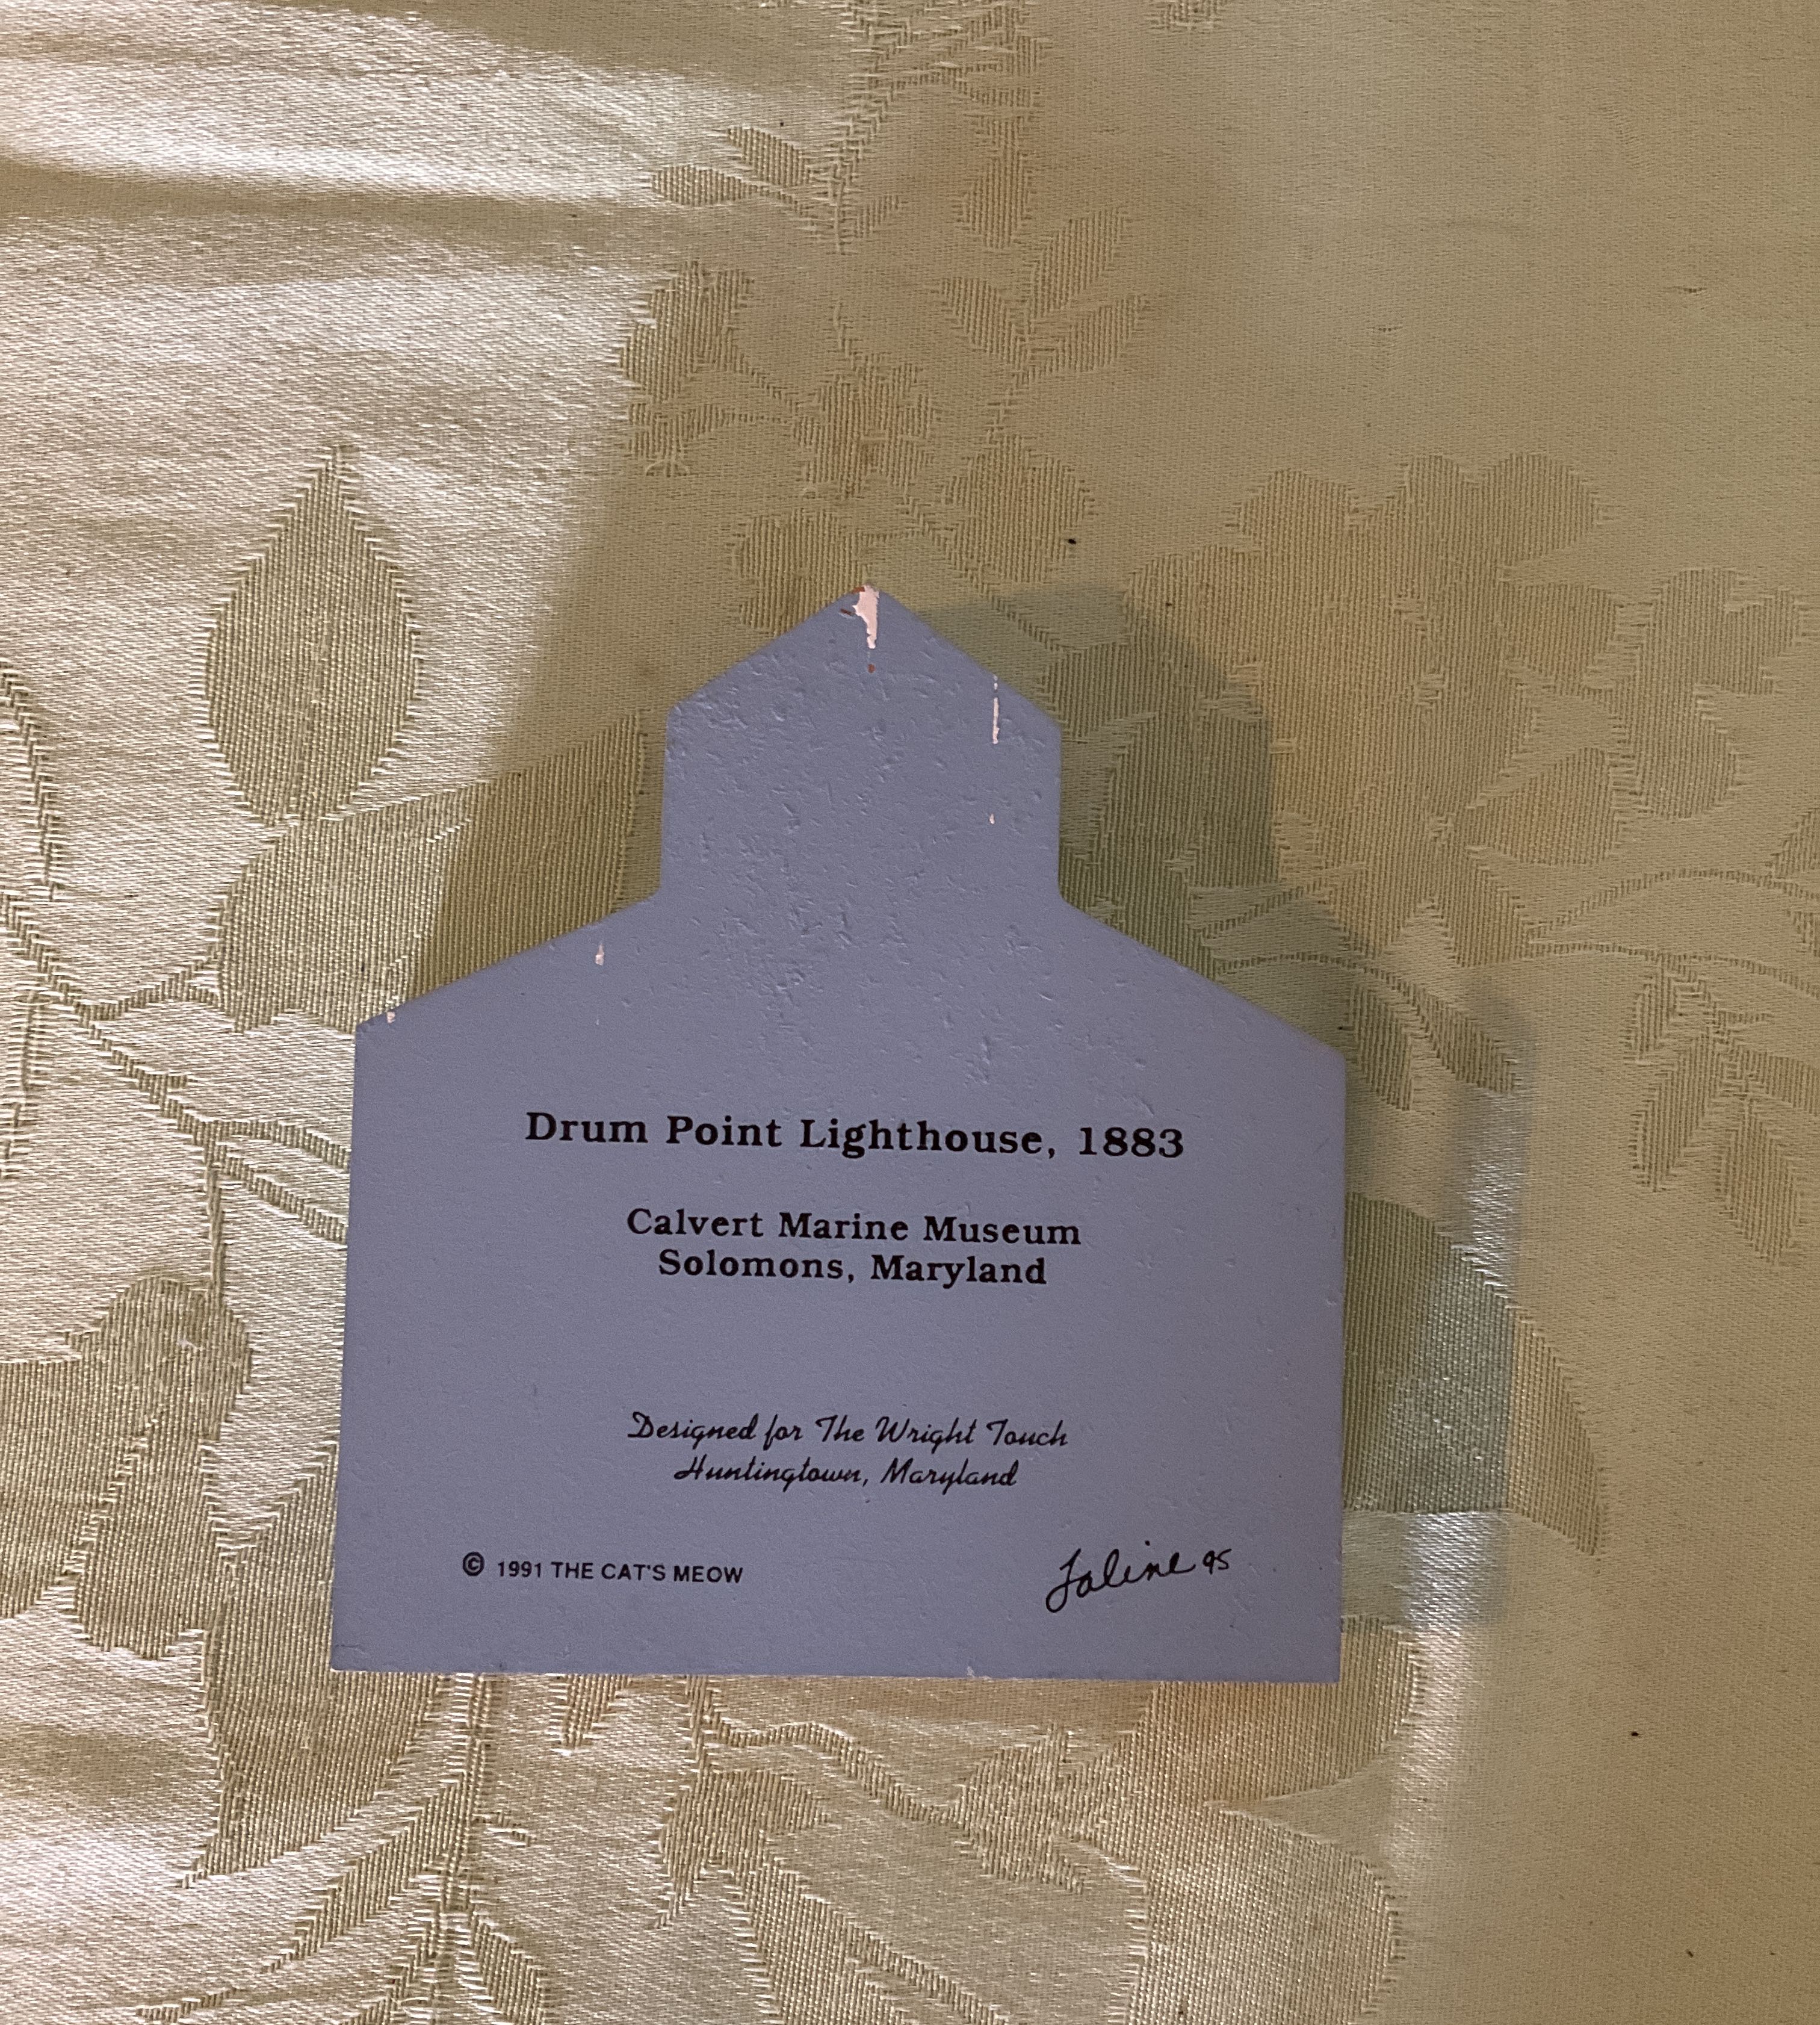 Drum Point Lighthouse, 1883
Calvert Marine Museum
Solomons, Maryland
Designed for The Wright Touch
Huntingtown, Maryland
© 1991 THE CAT'S MEOW
Faline 95